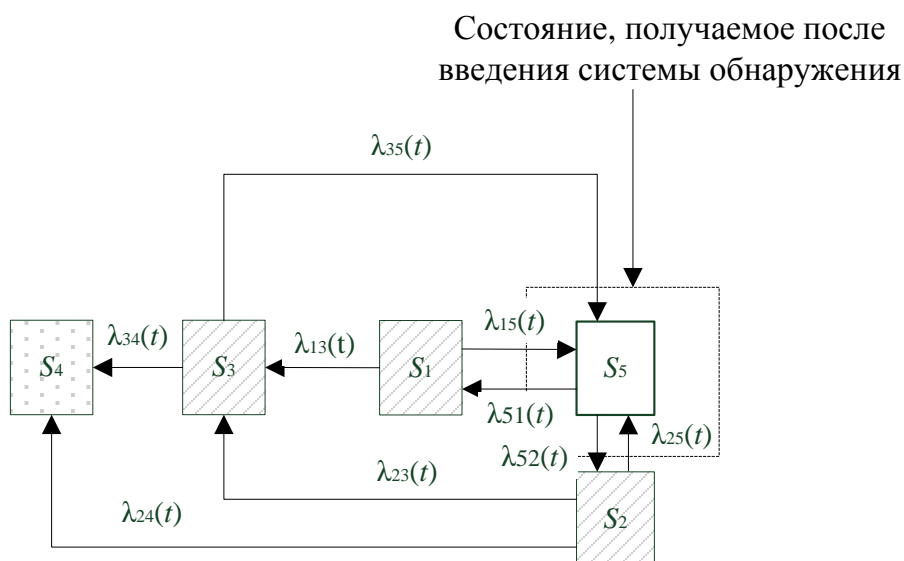 Состояние, получаемое после
введения системы обнаружения
λ35(t)
λ34(t)
λ13(t)
λ15(t)
S4
S3
S1
S5
λ51(t)
λ52(t)
λ25(t)
λ23(t)
λ24(t)
S2